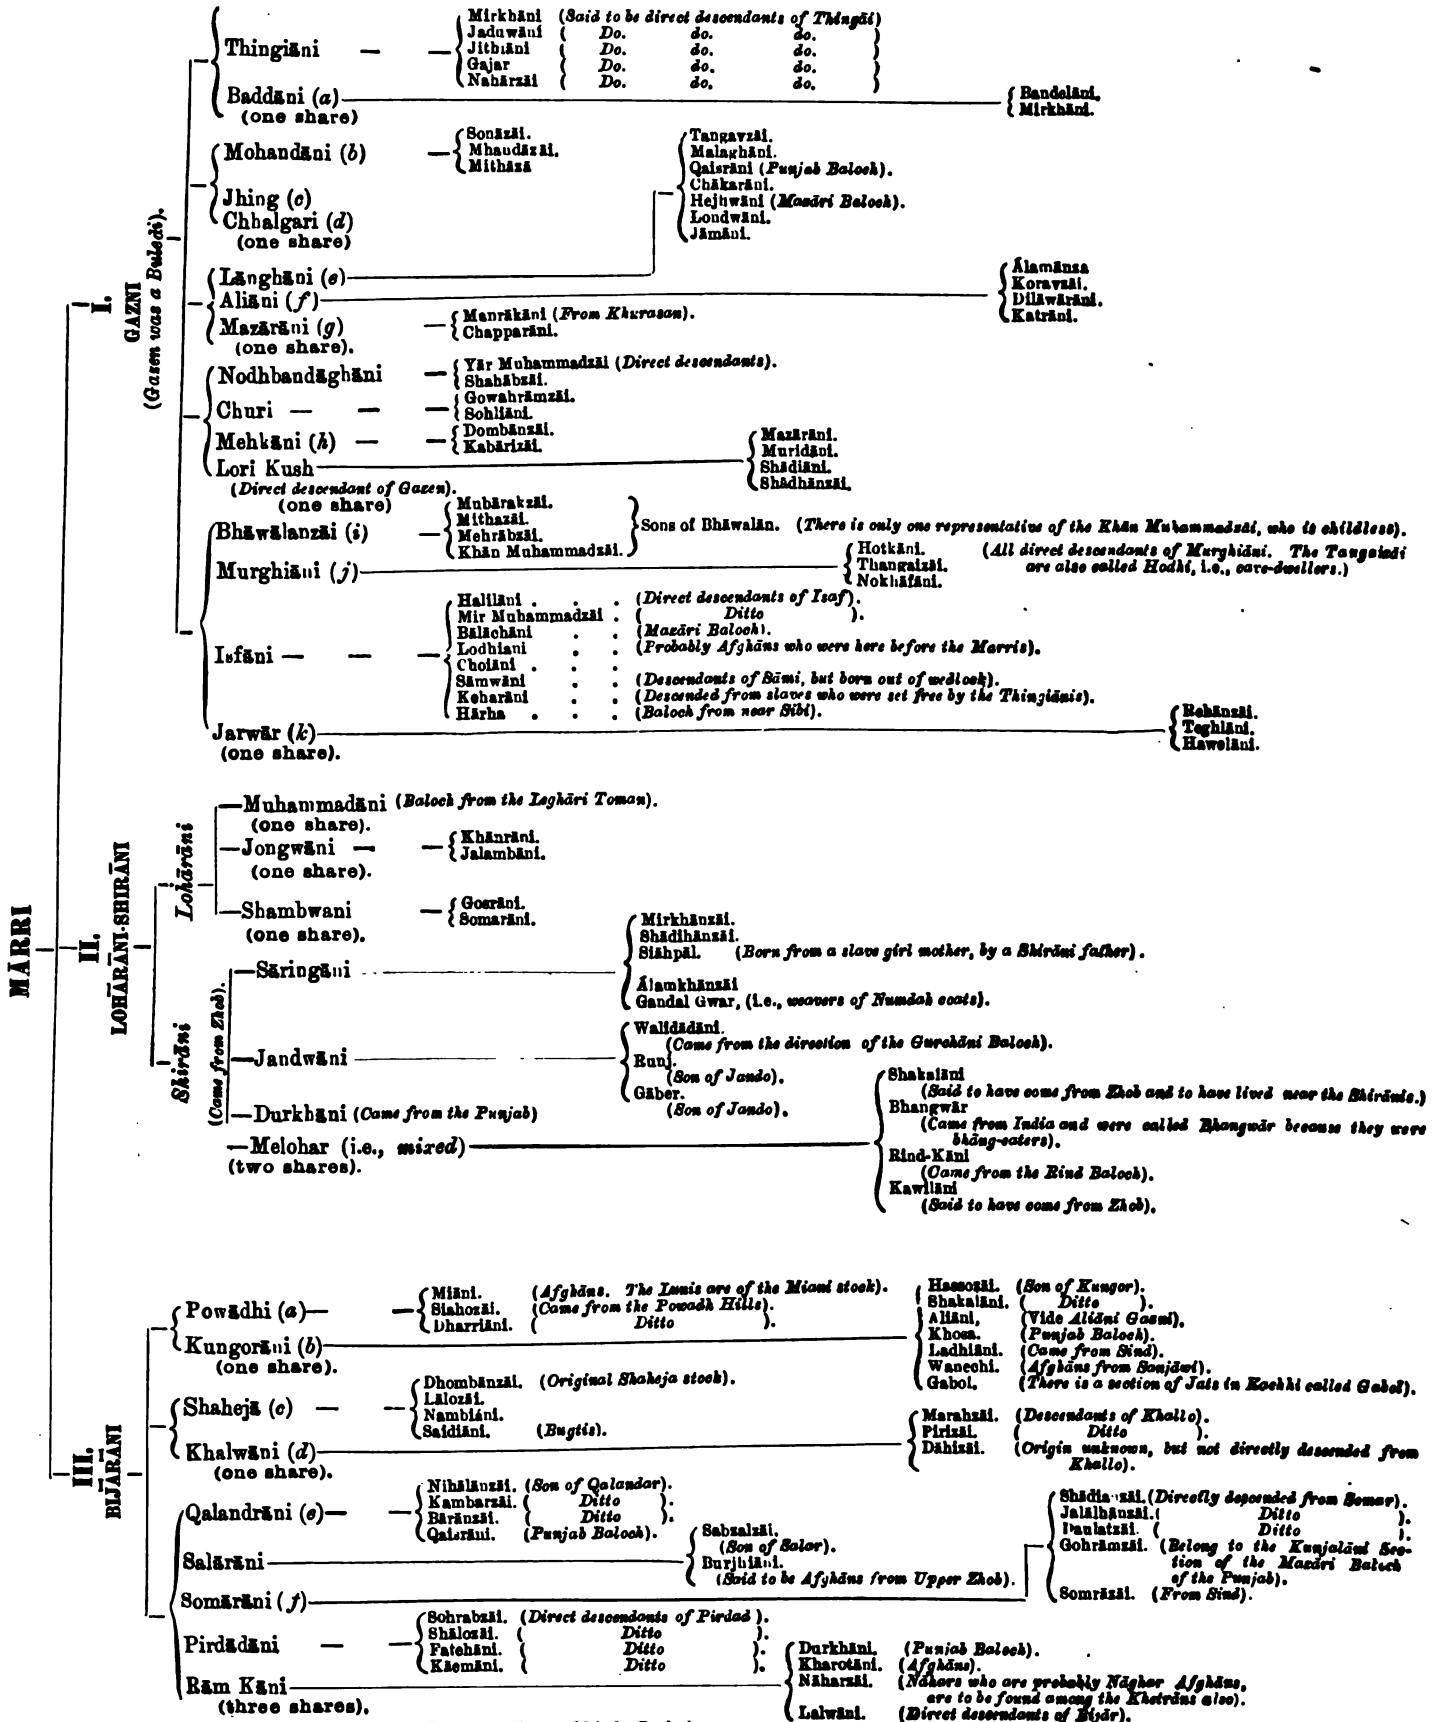 MĀRRI
I.
GAZNI
(Gazen was a Buledi).
Thingiāni — — Mirkhāni (Said to be direct descendants of Thingāi)
Jaduwāni ( Do. do. do. )
Jithiāni ( Do. do. do. )
Gajar ( Do. do. do. )
Nahārzāi ( Do. do. do. )
Baddāni (a) Bandelāni.
(one share) Mirkhāni.
Mohandāni (b) — Sonāzāi.
Mhaudāzāi.
Mithāzā
Jhing (c)
Chhalgari (d)
(one share)
Lānghāni (e) — Tangavzāi.
Malaghāni.
Qaisrāni (Punjab Baloch).
Chākarāni.
Hejhwāni (Mazāri Baloch).
Londwāni.
Jāmāni.
Aliāni (f) Álamānza
Koravzāi.
Dilāwārāni.
Katrāni.
Mazārāni (g) — Manrākāni (From Khurasan).
(one share). Chapparāni.
Nodhbandāghāni — Yār Muhammadzāi (Direct descendants).
Shahābzāi.
Churi — — — Gowahrāmzāi.
Sohliāni.
Mehkāni (h) — — Dombānzāi.
Kabārizāi.
Lori Kush Mazārāni.
(Direct descendant of Gazen). Muridāni.
(one share) Shādiāni.
Shādhānzāi.
Bhāwālanzāi (i) — Mubārakzāi.
Mithazāi.
Mehrābzāi.
Khān Muhammadzāi.
Sons of Bhāwalān. (There is only one representative of the Khān Muhammadzāi, who is childless).
Murghiāni (j) Hotkāni. (All direct descendants of Murghiāni. The Tangaizāi
Thangaizāi. are also called Hodhi, i.e., cave-dwellers.)
Nokhāfāni.
Isfāni — — — Halilāni . . . (Direct descendants of Isaf).
Mir Muhammadzāi . ( Ditto ).
Bālāchāni . . (Mazāri Baloch).
Lodhiani . . (Probably Afghāns who were here before the Marris).
Choiāni . . .
Sāmwāni . . (Descendants of Sāmi, but born out of wedlock).
Keharāni . . (Descended from slaves who were set free by the Thingiānis).
Hārha . . . (Baloch from near Sibi).
Jarwār (k) Rehānzāi.
(one share). Teghiāni.
Hawelāni.
II.
LOHĀRĀNI-SHIRĀNI
Lohārāni
—Muhammadāni (Baloch from the Leghāri Toman).
(one share).
—Jongwāni — — Khānrāni.
(one share). Jalambāni.
—Shambwani — Gosrāni.
(one share). Somarāni.
Shirāni
(Came from Zhob).
—Sāringāni Mirkhānzāi.
Shādihānzāi.
Siāhpāl. (Born from a slave girl mother, by a Shirāni father).
Álamkhānzāi
Gandal Gwar, (i.e., weavers of Numdah coats).
—Jandwāni Walidādāni.
(Came from the direction of the Gurchāni Baloch).
Runj.
(Son of Jando).
Gāber.
(Son of Jando).
—Durkhāni (Came from the Punjab)
—Melohar (i.e., mixed) Shakalāni
(two shares). (Said to have come from Zhob and to have lived near the Shirānis.)
Bhangwār
(Came from India and were called Bhangwār because they were
bhāng-eaters).
Rind-Kāni
(Came from the Rind Baloch).
Kawilāni
(Said to have come from Zhob).
III.
BIJĀRĀNI
Powādhi (a)— — Miāni. (Afghāns. The Lunis are of the Miani stock).
Siahozāi. (Came from the Powadh Hills).
Dharriāni. ( Ditto ).
Kungorāni (b) Hassozāi. (Son of Kungor).
(one share). Shakalāni. ( Ditto ).
Aliāni, (Vide Aliāni Gazni).
Khosa. (Punjab Baloch).
Ladhiāni. (Came from Sind).
Wanechi. (Afghāns from Sanjāwi).
Gabol. (There is a section of Jats in Kachhi called Gabol).
Shahejā (c) — — Dhombānzāi. (Original Shaheja stock).
Lālozāi.
Nambiāni.
Saidiāni. (Bugtis).
Khalwāni (d) Marahzāi. (Descendants of Khallo).
(one share). Pirizāi. ( Ditto ).
Dāhizāi. (Origin unknown, but not directly descended from
Khallo).
Qalandrāni (e)— — Nihālānzāi. (Son of Qalandar).
Kambarzāi. ( Ditto ).
Bārānzāi. ( Ditto ).
Qaisrāni. (Punjab Baloch).
Salārāni Sabzalzāi.
(Son of Salar).
Burjhiāni.
(Said to be Afghāns from Upper Zhob).
Somārāni (f) (Directly descended from Somar).
Jalālhānzāi. ( Ditto ).
Daulatzāi. ( Ditto ).
Gohrāmzāi. (Belong to the Kunjalāni Sec-
tion of the Mazāri Baloch
of the Punjab).
Somrāzāi. (From Sind).
Pirdādāni — — Sohrabzāi. (Direct descendants of Pirdad ).
Shālozāi. ( Ditto ).
Fatehāni. ( Ditto ).
Kāemāni. ( Ditto ).
Rām Kāni Durkhāni. (Punjab Baloch).
(three shares). Kharotāni. (Afghāns).
Nāharzāi. (Nāhars who are probably Nāghar Afghāns,
are to be found among the Khetrāns also).
Lalwāni. (Direct descendants of Bijār).